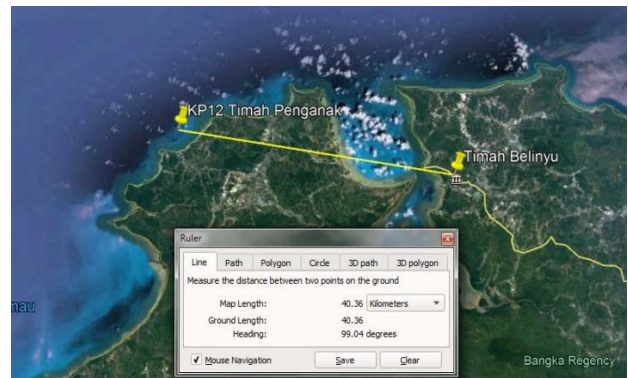 KP12 Timah Penganak
Timah Belinyu
Ruler
Line Path Polygon Circle 3D path 3D polygon
Measure the distance between two points on the ground
Map Length: 40.36 Kilometers
Ground Length: 40.36
Heading: 99.04 degrees
Mouse Navigation Save Clear
nau
Bangka Regency